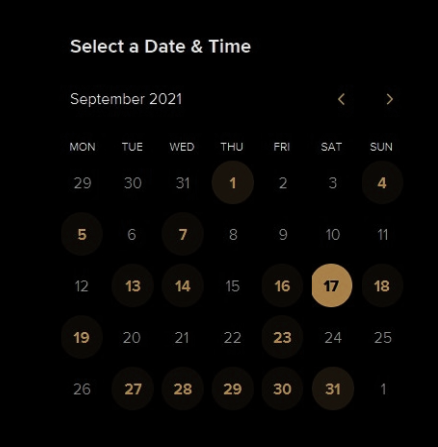 Select a Date & Time
September 2021
MON TUE WED THU FRI SAT SUN
29 30 31 1 2 3 4
5 6 7 8 9 10 11
12 13 14 15 16 17 18
19 20 21 22 23 24 25
26 27 28 29 30 31 1